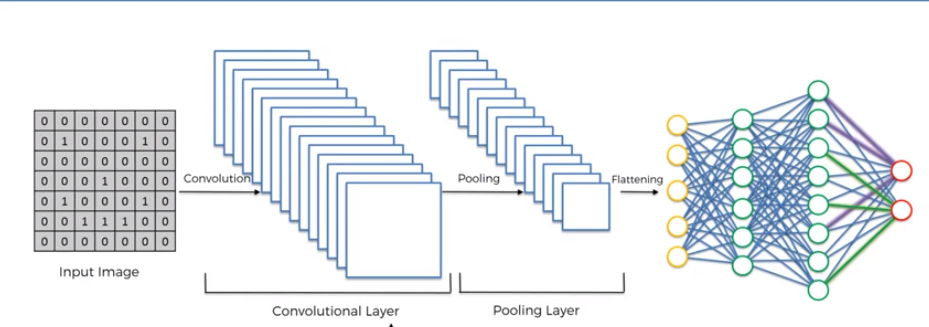 0 0 0 0 0 0 0
0 1 0 0 0 1 0
0 0 0 0 0 0 0
0 0 0 1 0 0 0
0 1 0 0 0 1 0
0 0 1 1 1 0 0
0 0 0 0 0 0 0
Input Image
Convolution
Pooling
Flattening
Convolutional Layer
Pooling Layer